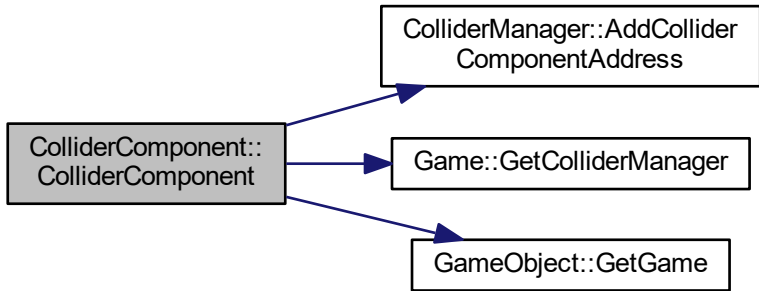 ColliderComponent::
ColliderComponent
ColliderManager::AddCollider
ComponentAddress
Game::GetColliderManager
GameObject::GetGame